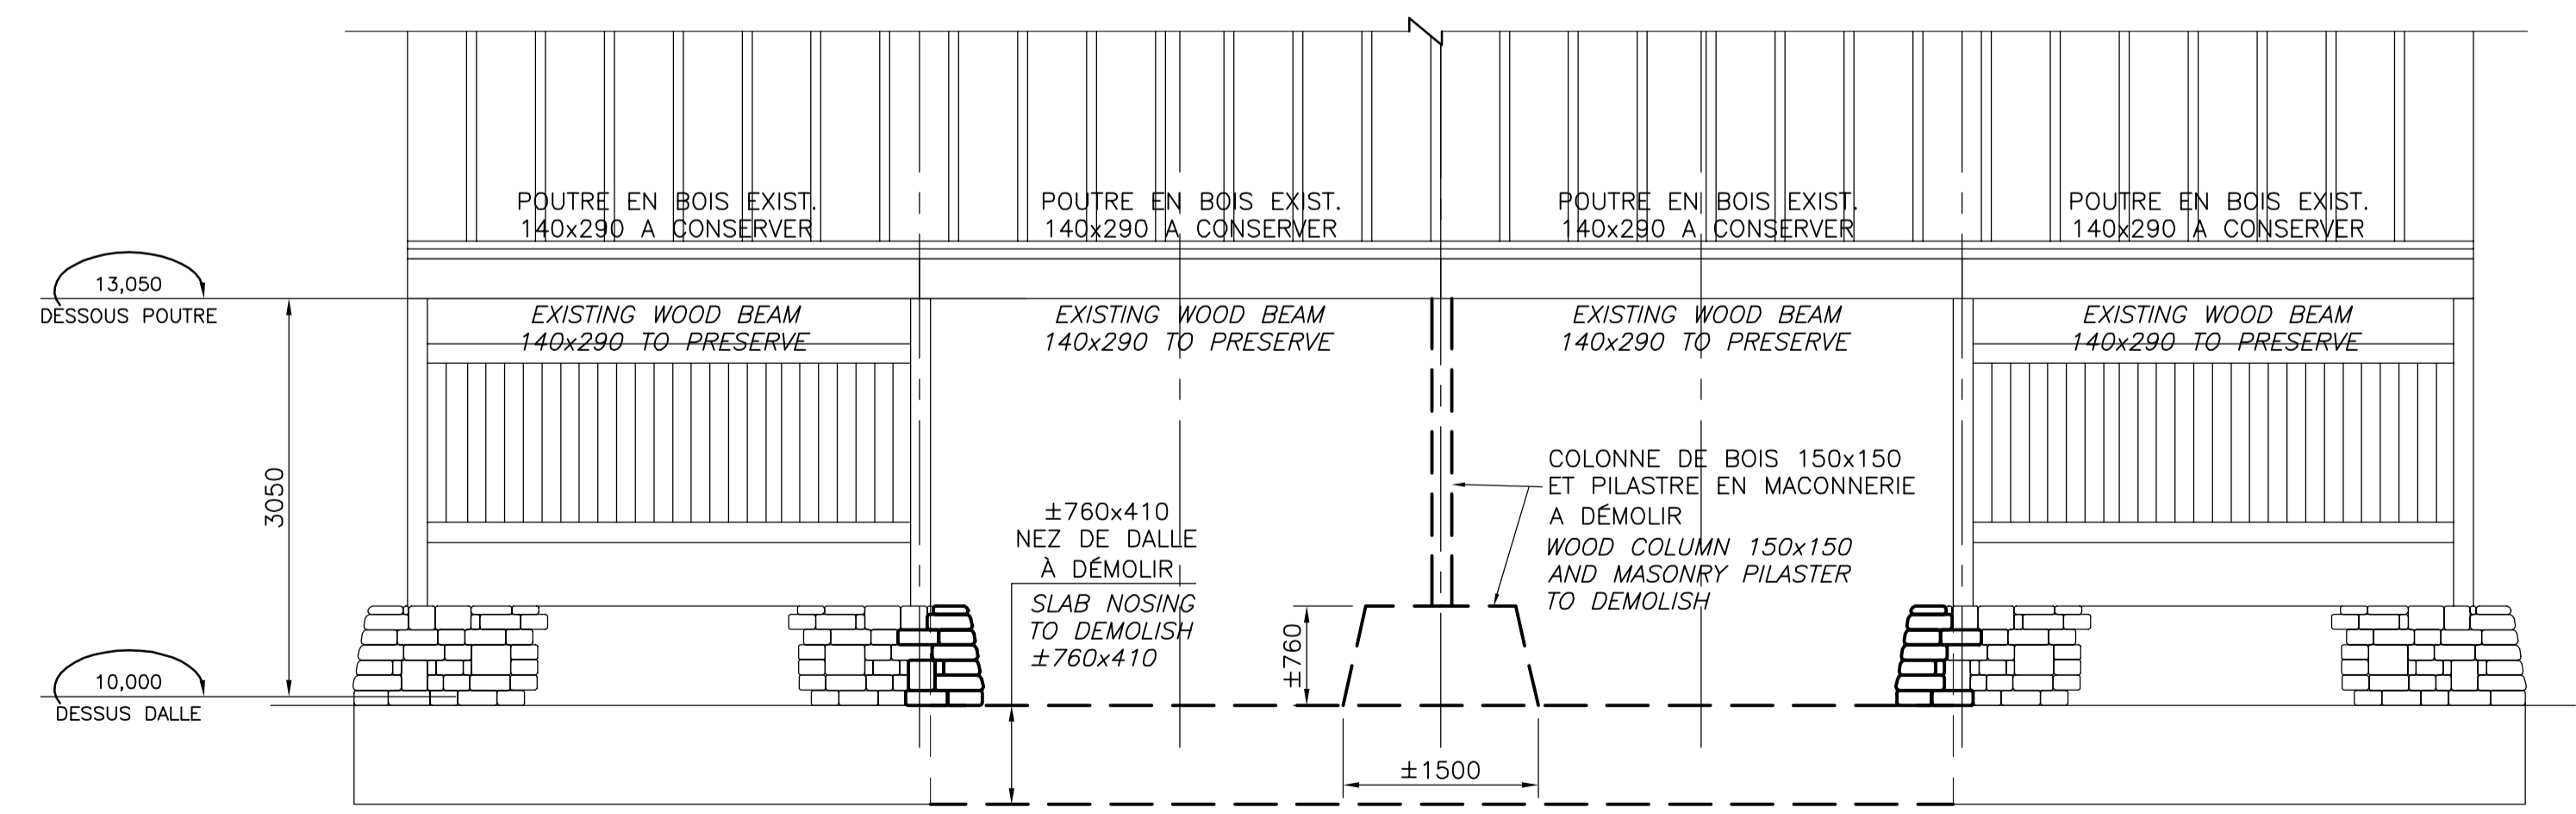 POUTRE EN BOIS EXIST.
140x290 A CONSERVER
POUTRE EN BOIS EXIST.
140x290 A CONSERVER
POUTRE EN BOIS EXIST.
140x290 A CONSERVER
POUTRE EN BOIS EXIST.
140x290 A CONSERVER
13,050
DESSOUS POUTRE
EXISTING WOOD BEAM
140x290 TO PRESERVE
EXISTING WOOD BEAM
140x290 TO PRESERVE
EXISTING WOOD BEAM
140x290 TO PRESERVE
EXISTING WOOD BEAM
140x290 TO PRESERVE
3050
±760x410
NEZ DE DALLE
À DÉMOLIR
SLAB NOSING
TO DEMOLISH
±760x410
COLONNE DE BOIS 150x150
ET PILASTRE EN MACONNERIE
A DÉMOLIR
WOOD COLUMN 150x150
AND MASONRY PILASTER
TO DEMOLISH
±760
10,000
DESSUS DALLE
±1500